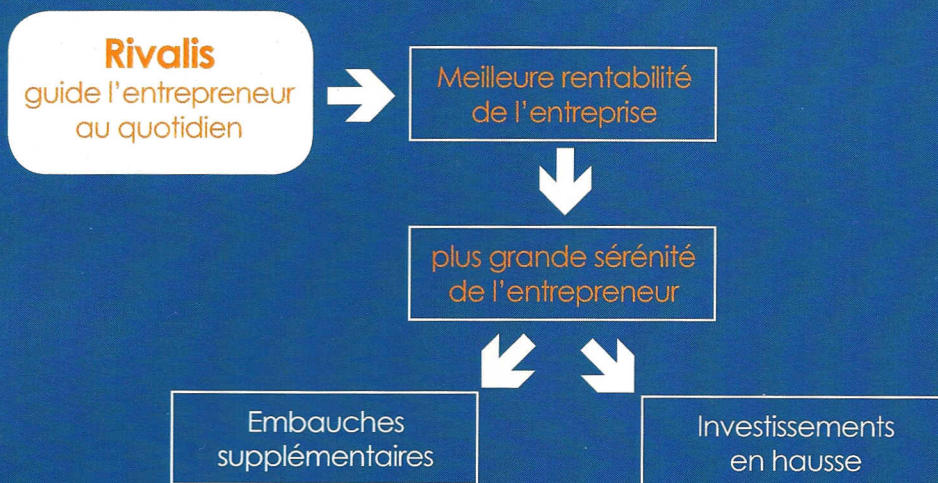 Rivalis
guide l'entrepreneur
au quotidien
Meilleure rentabilité
de l'entreprise
plus grande sérénité
de l'entrepreneur
Embauches
supplémentaires
Investissements
en hausse